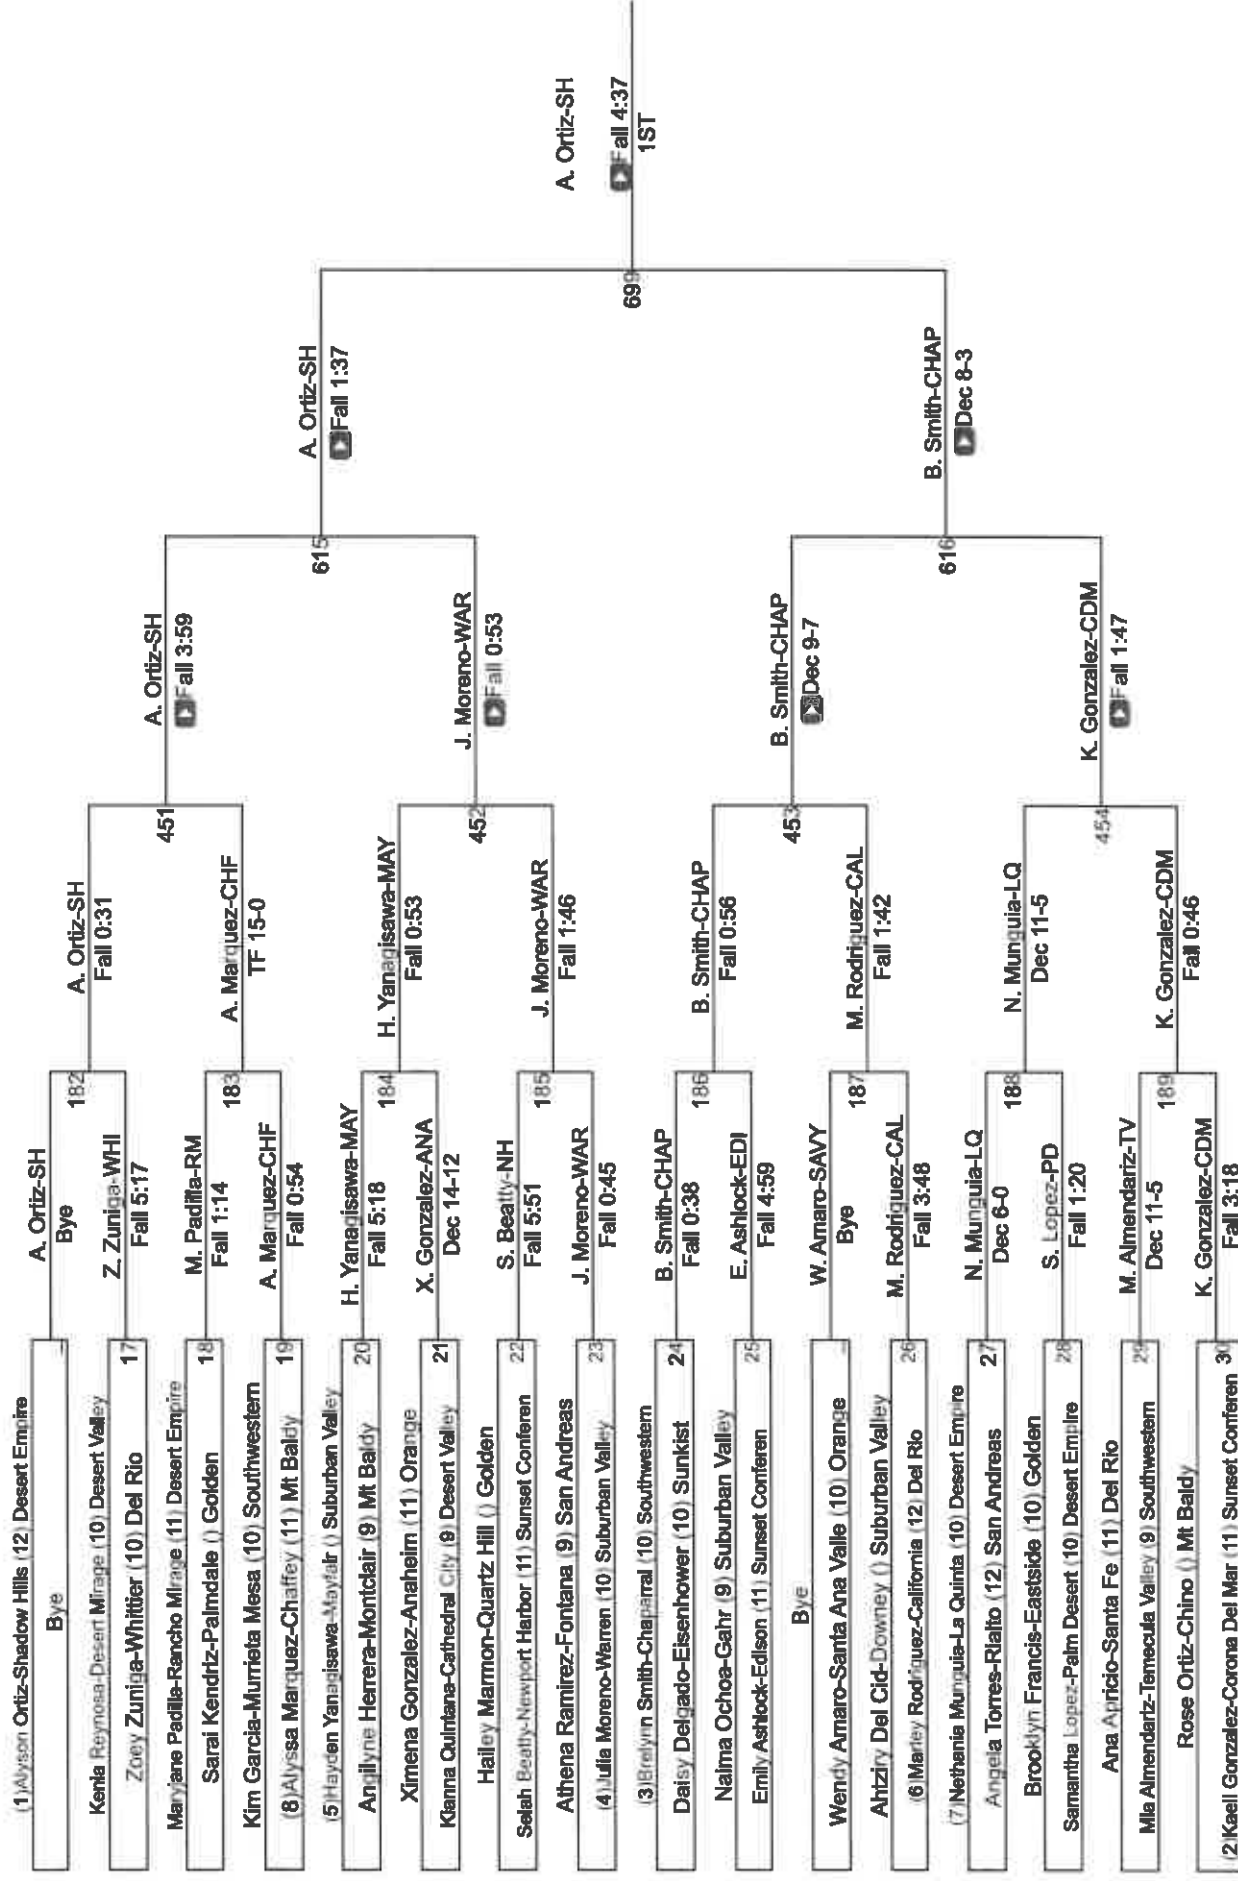 (1)Alyson Ortiz-Shadow Hills (12) Desert Empire
Bye
Kenia Reynosa-Desert Mirage (10) Desert Valley
17
Zoey Zuniga-Whittier (10) Del Rio
Maryjane Padilla-Rancho Mirage (11) Desert Empire
18
Sarai Kendriz-Palmdale () Golden
Kim Garcia-Murrieta Mesa (10) Southwestern
19
(8)Alyssa Marquez-Chaffey (11) Mt Baldy
(5)Hayden Yanagisawa-Mayfair () Suburban Valley
20
Angilyne Herrera-Montclair (9) Mt Baldy
Ximena Gonzalez-Anaheim (11) Orange
21
Kianna Quintana-Cathedral City (9) Desert Valley
Hailey Marmon-Quartz Hill () Golden
22
Selah Beatty-Newport Harbor (11) Sunset Conferen
Athena Ramirez-Fontana (9) San Andreas
23
(4)Julia Moreno-Warren (10) Suburban Valley
(3)Brelynn Smith-Chaparral (10) Southwestern
24
Daisy Delgado-Eisenhower (10) Sunkist
Naima Ochoa-Gahr (9) Suburban Valley
25
Emily Ashlock-Edison (11) Sunset Conferen
Bye
Wendy Amaro-Santa Ana Valle (10) Orange
Ahtziry Del Cid-Downey () Suburban Valley
26
(6)Marley Rodriguez-California (12) Del Rio
(7)Nethania Munguia-La Quinta (10) Desert Empire
27
Angela Torres-Rialto (12) San Andreas
Brooklyn Francis-Eastside (10) Golden
28
Samantha Lopez-Palm Desert (10) Desert Empire
Ana Apricio-Santa Fe (11) Del Rio
29
Mia Almendariz-Temecula Valley (9) Southwestern
Rose Ortiz-Chino () Mt Baldy
30
(2)Kaeli Gonzalez-Corona Del Mar (11) Sunset Conferen
A. Ortiz-SH
Bye
182
Z. Zuniga-WHI
Fall 5:17
M. Padilla-RM
Fall 1:14
183
A. Marquez-CHF
Fall 0:54
H. Yanagisawa-MAY
Fall 5:18
184
X. Gonzalez-ANA
Dec 14-12
S. Beatty-NH
Fall 5:51
185
J. Moreno-WAR
Fall 0:45
B. Smith-CHAP
Fall 0:38
186
E. Ashlock-EDI
Fall 4:59
W. Amaro-SAVY
Bye
187
M. Rodriguez-CAL
Fall 3:48
N. Munguia-LQ
Dec 6-0
188
S. Lopez-PD
Fall 1:20
M. Almendariz-TV
Dec 11-5
189
K. Gonzalez-CDM
Fall 3:18
A. Ortiz-SH
Fall 0:31
451
A. Marquez-CHF
TF 15-0
H. Yanagisawa-MAY
Fall 0:53
452
J. Moreno-WAR
Fall 1:46
B. Smith-CHAP
Fall 0:56
453
M. Rodriguez-CAL
Fall 1:42
N. Munguia-LQ
Dec 11-5
454
K. Gonzalez-CDM
Fall 0:46
A. Ortiz-SH
Fall 3:59
615
J. Moreno-WAR
Fall 0:53
B. Smith-CHAP
Dec 9-7
616
K. Gonzalez-CDM
Fall 1:47
A. Ortiz-SH
Fall 1:37
699
B. Smith-CHAP
Dec 8-3
A. Ortiz-SH
Fall 4:37
1ST